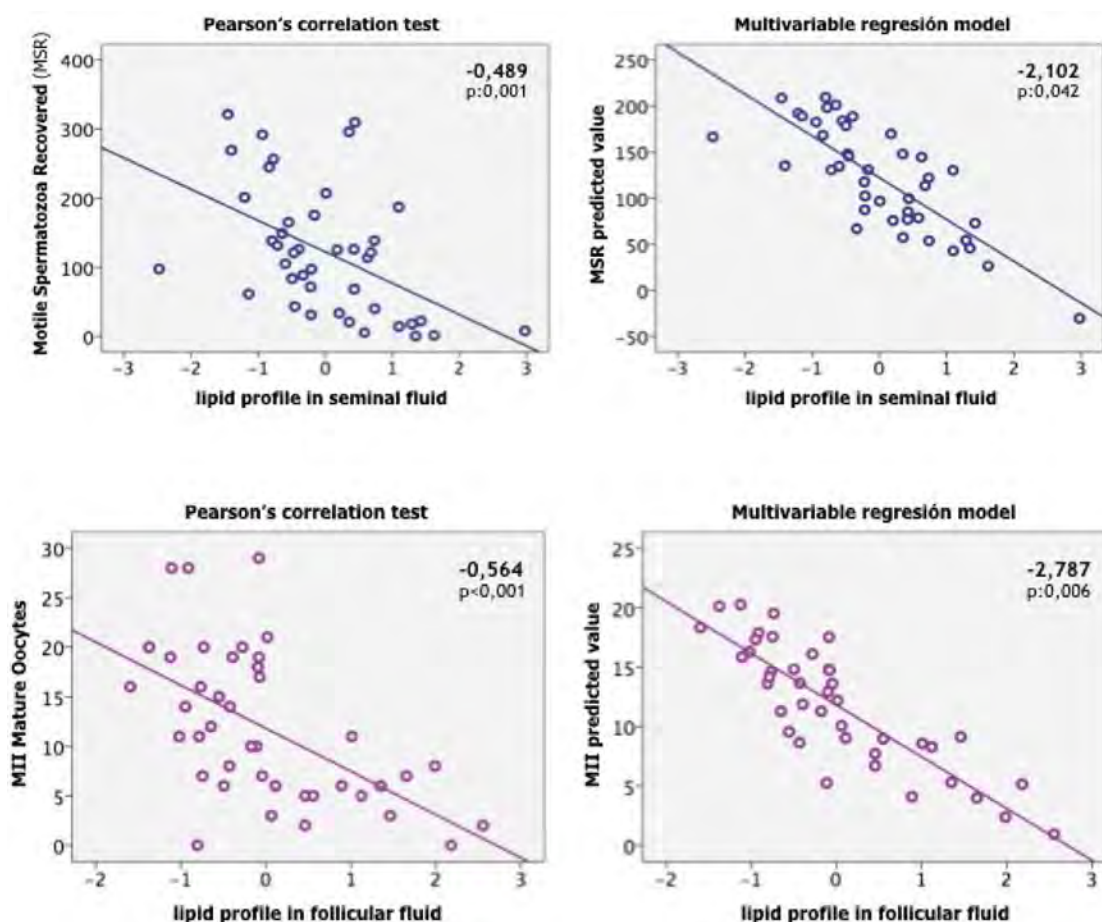 Pearson's correlation test
Multivariable regresión model
Motile Spermatozoa Recovered (MSR)
400
300
200
100
0
-0,489
p:0,001
-3 -2 -1 0 1 2 3
lipid profile in seminal fluid
MSR predicted value
250
200
150
100
50
0
-50
-2,102
p:0,042
-3 -2 -1 0 1 2 3
lipid profile in seminal fluid
Pearson's correlation test
Multivariable regresión model
MII Mature Oocytes
30
25
20
15
10
5
0
-0,564
p<0,001
-2 -1 0 1 2 3
lipid profile in follicular fluid
MII predicted value
25
20
15
10
5
0
-2,787
p:0,006
-2 -1 0 1 2 3
lipid profile in follicular fluid